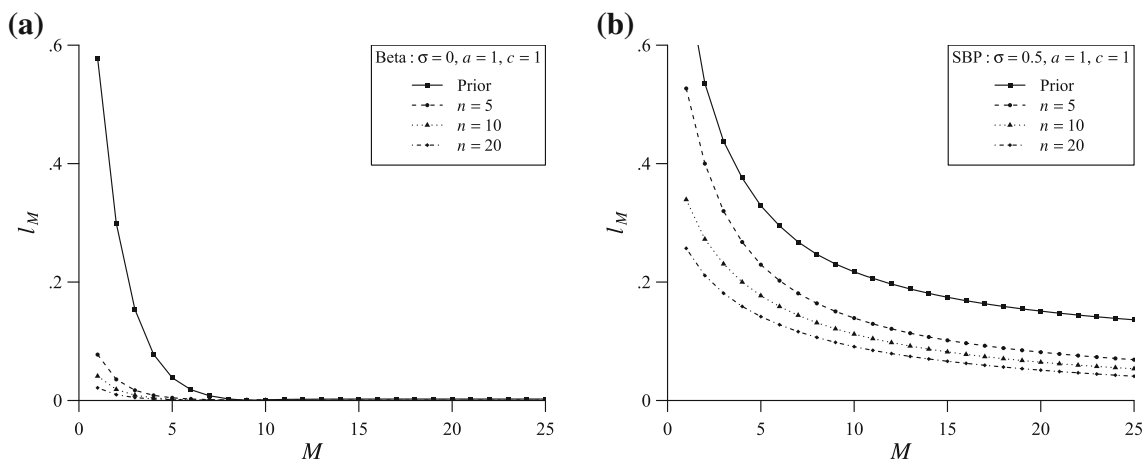 (a)
.6
.4
.2
0
l_M
0
5
10
15
20
25
M
Beta : σ = 0, a = 1, c = 1
Prior
n = 5
n = 10
n = 20
(b)
.6
.4
.2
0
l_M
0
5
10
15
20
25
M
SBP : σ = 0.5, a = 1, c = 1
Prior
n = 5
n = 10
n = 20